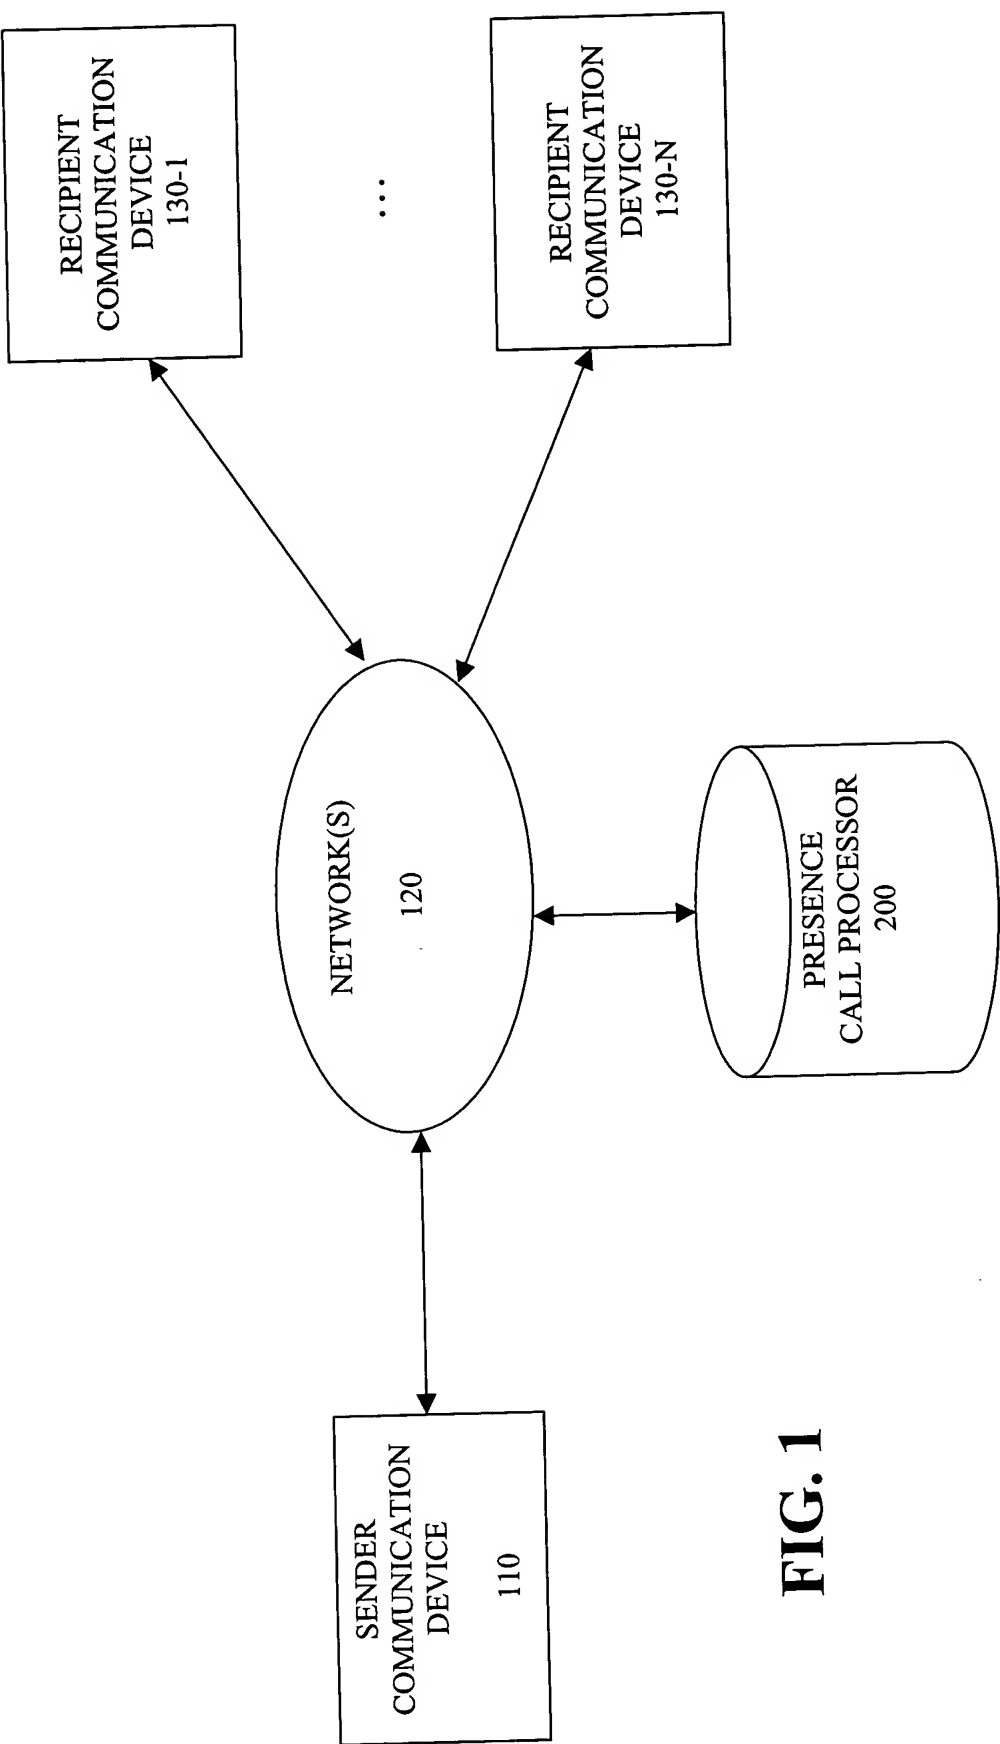 RECIPIENT
COMMUNICATION
DEVICE
130-1
...
RECIPIENT
COMMUNICATION
DEVICE
130-N
NETWORK(S)
120
PRESENCE
CALL PROCESSOR
200
SENDER
COMMUNICATION
DEVICE
110
FIG. 1